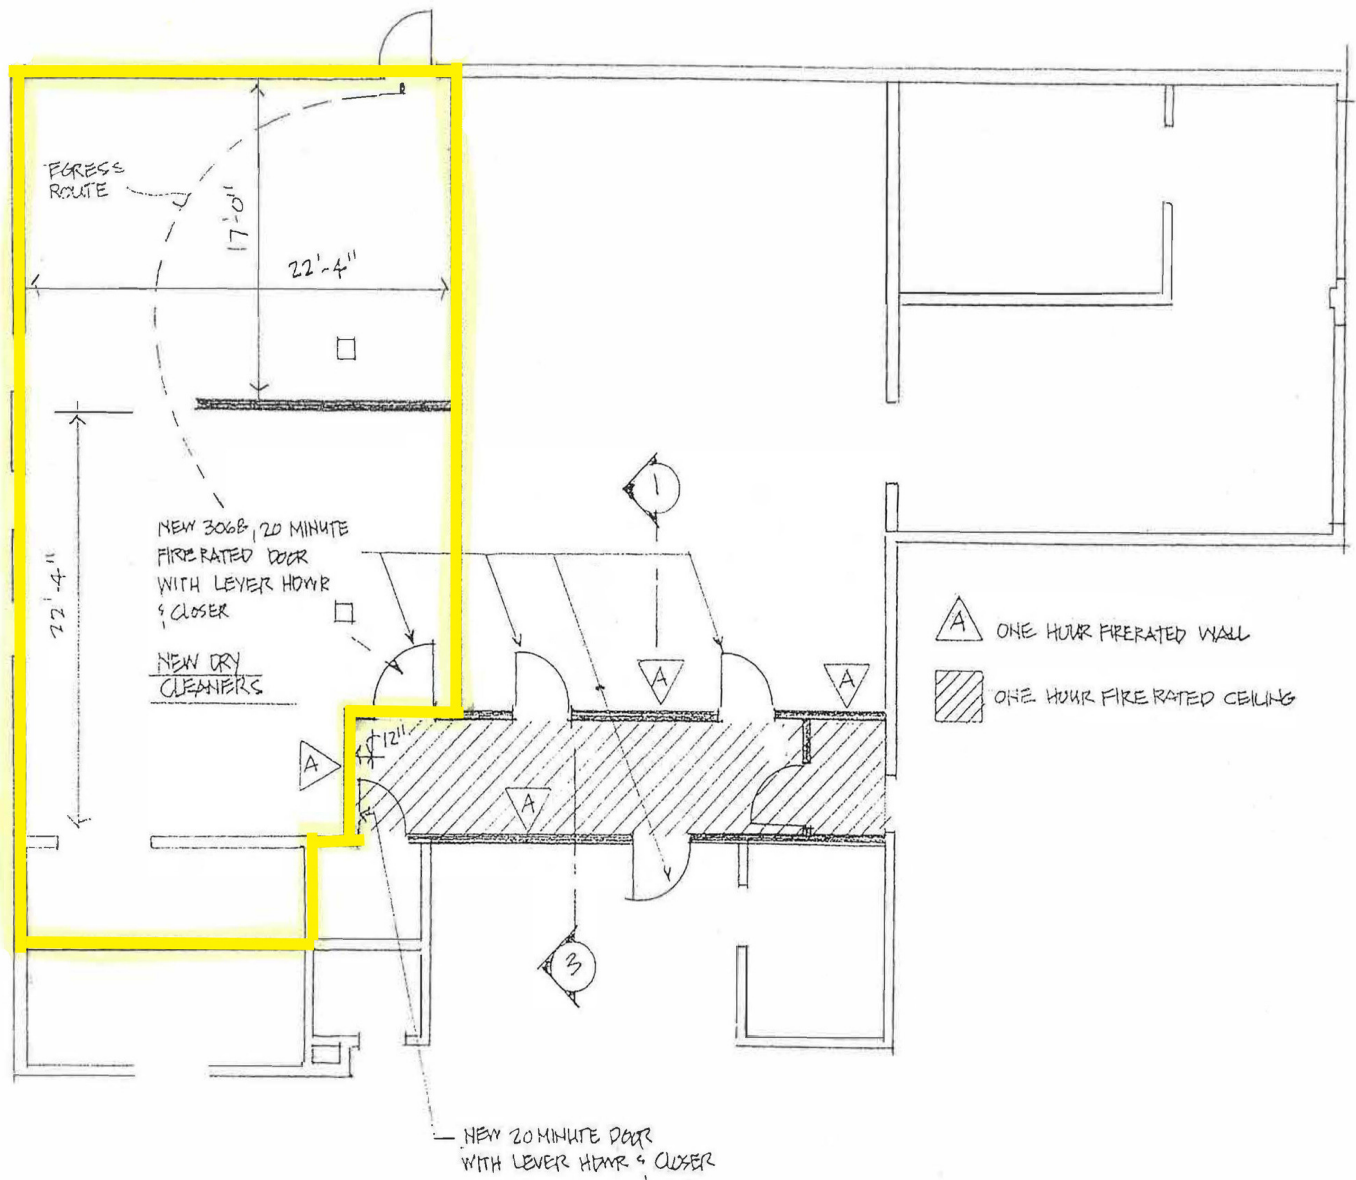 EGRESS
ROUTE
17'-0"
22'-4"
1
22'-4"
NEW 3068, 20 MINUTE
FIRERATED DOOR
WITH LEVER HDWR
& CLOSER
NEW DRY
CLEANERS
A ONE HOUR FIRERATED WALL
ONE HOUR FIRE RATED CEILING
A
A
12"
A
A
3
NEW 20 MINUTE DOOR
WITH LEVER HDWR & CLOSER